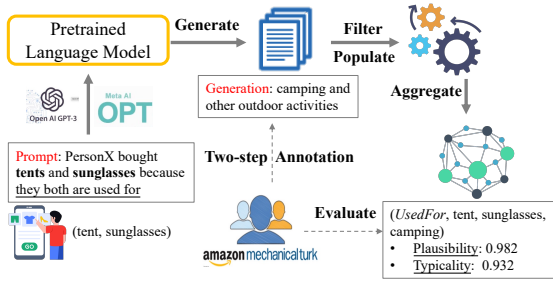 Pretrained
Language Model
Generate
Filter
Populate
Aggregate
Open AI GPT-3
Meta AI
OPT
Generation: camping and
other outdoor activities
Prompt: PersonX bought
tents and sunglasses because
they both are used for
Two-step Annotation
GO
(tent, sunglasses)
amazon mechanical turk
Evaluate
(UsedFor, tent, sunglasses,
camping)
• Plausibility: 0.982
• Typicality: 0.932